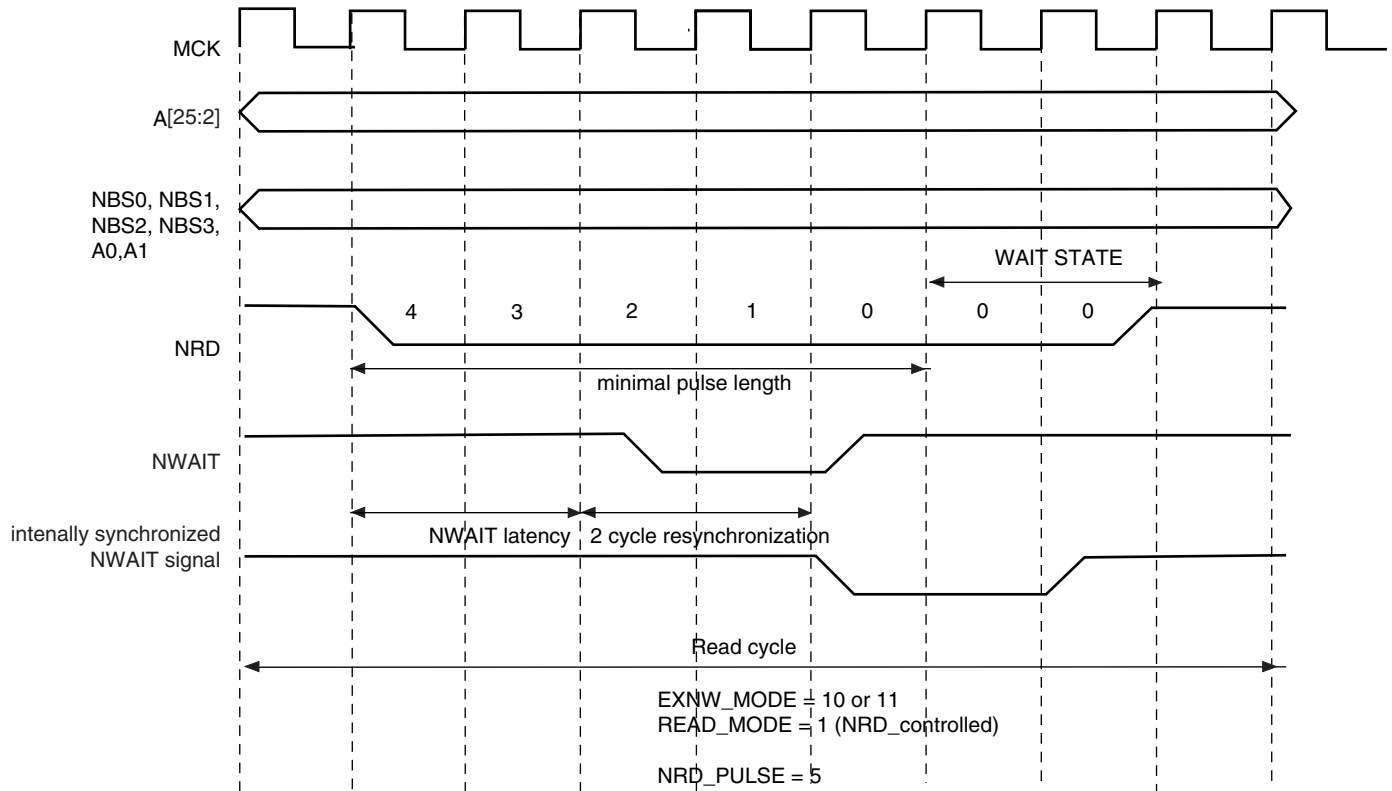 MCK
A[25:2]
NBS0, NBS1,
NBS2, NBS3,
A0,A1
WAIT STATE
4 3 2 1 0 0 0
NRD
minimal pulse length
NWAIT
intenally synchronized
NWAIT signal
NWAIT latency
2 cycle resynchronization
Read cycle
EXNW_MODE = 10 or 11
READ_MODE = 1 (NRD_controlled)
NRD_PULSE = 5